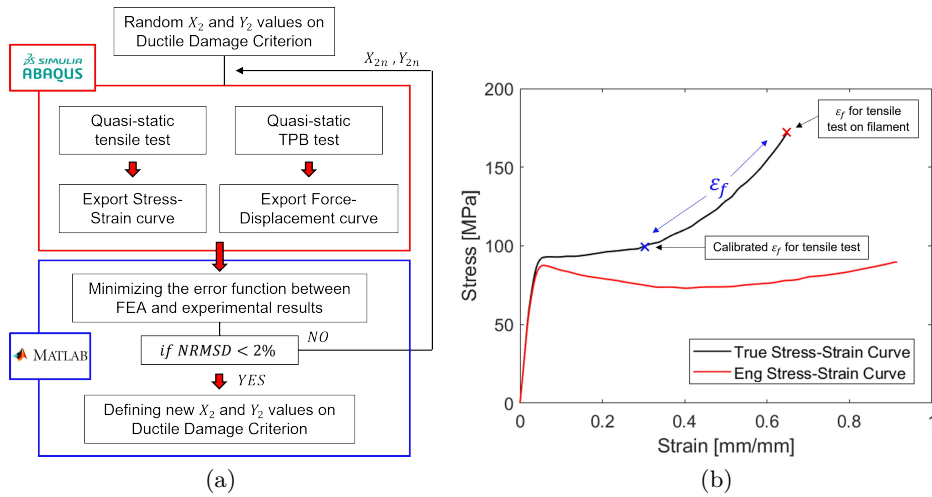 Random X₂ and Y₂ values on
Ductile Damage Criterion
X₂ₙ , Y₂ₙ
SIMULIA
ABAQUS
Quasi-static
tensile test
Quasi-static
TPB test
Export Stress-
Strain curve
Export Force-
Displacement curve
Minimizing the error function between
FEA and experimental results
if NRMSD < 2%
NO
MATLAB
YES
Defining new X₂ and Y₂ values on
Ductile Damage Criterion
(a)
200
150
100
50
0
Stress [MPa]
0
0.2
0.4
0.6
0.8
1
Strain [mm/mm]
ε_f for tensile
test on filament
ε_f
Calibrated ε_f for tensile test
True Stress-Strain Curve
Eng Stress-Strain Curve
(b)